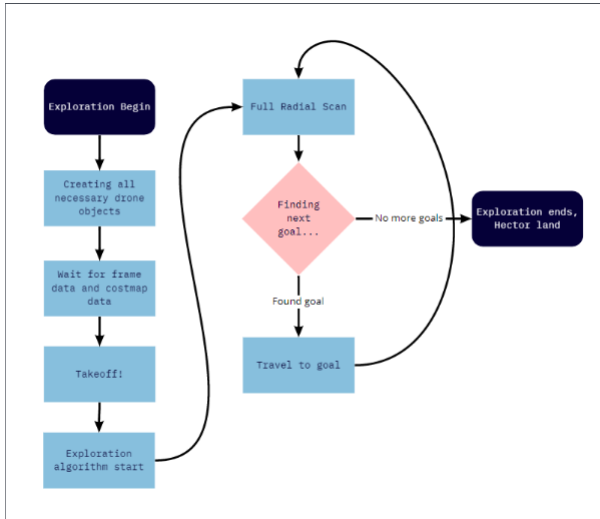 Exploration Begin
Creating all
necessary drone
objects
Wait for frame
data and costmap
data
Takeoff!
Exploration
algorithm start
Full Radial Scan
Finding
next
goal...
No more goals
Exploration ends,
Hector land
Found goal
Travel to goal